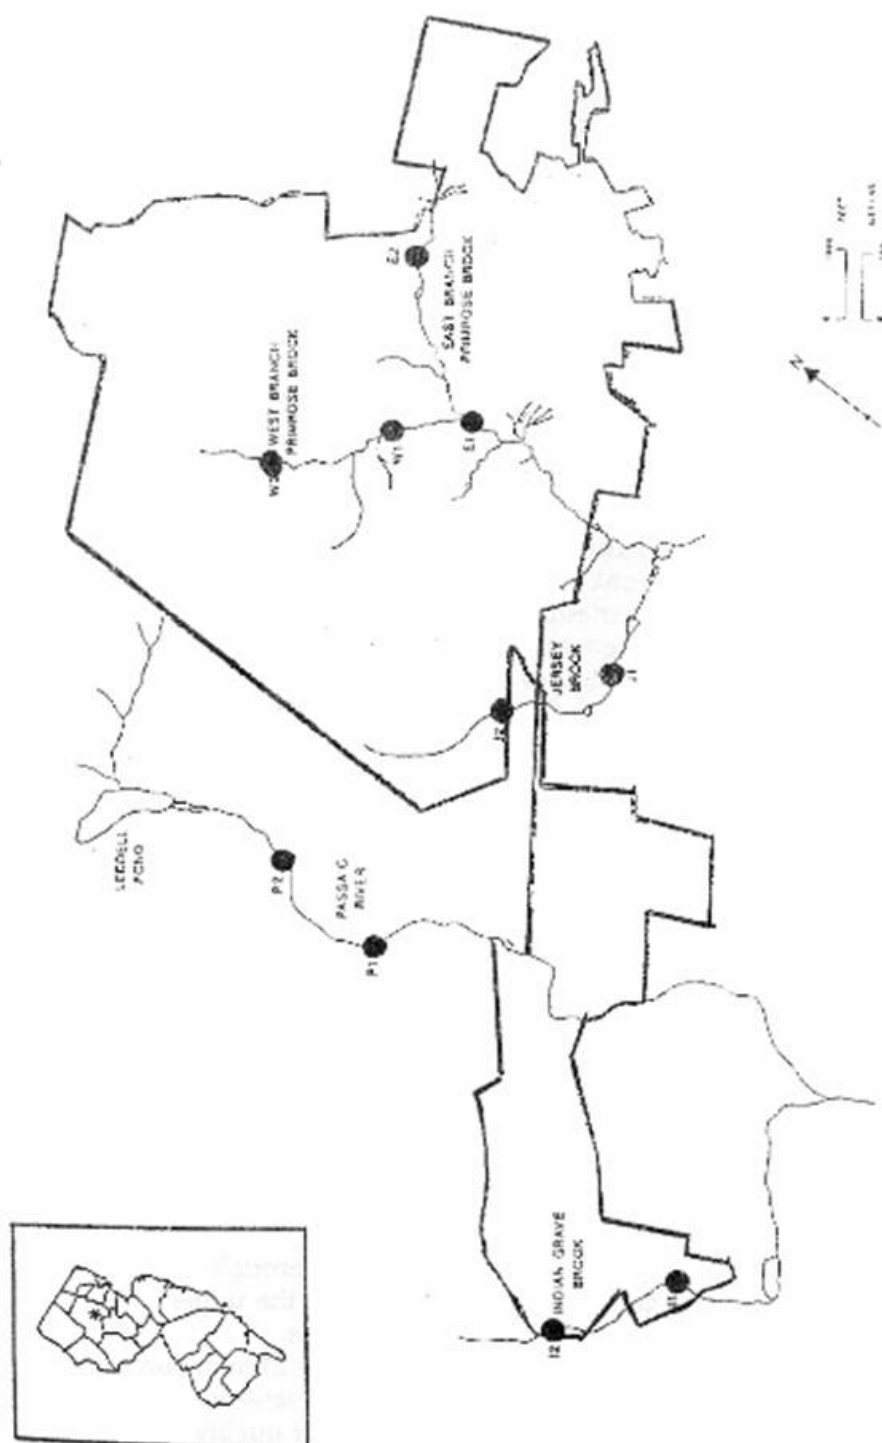 E2
EAST BRANCH
PRIMROSE BROOK
WEST BRANCH
PRIMROSE BROOK
W1
E1
N
JERSEY
BROOK
J1
J2
LEDDELL
POND
P2
PASSAIC
RIVER
P1
INDIAN GRAVE
BROOK
I2